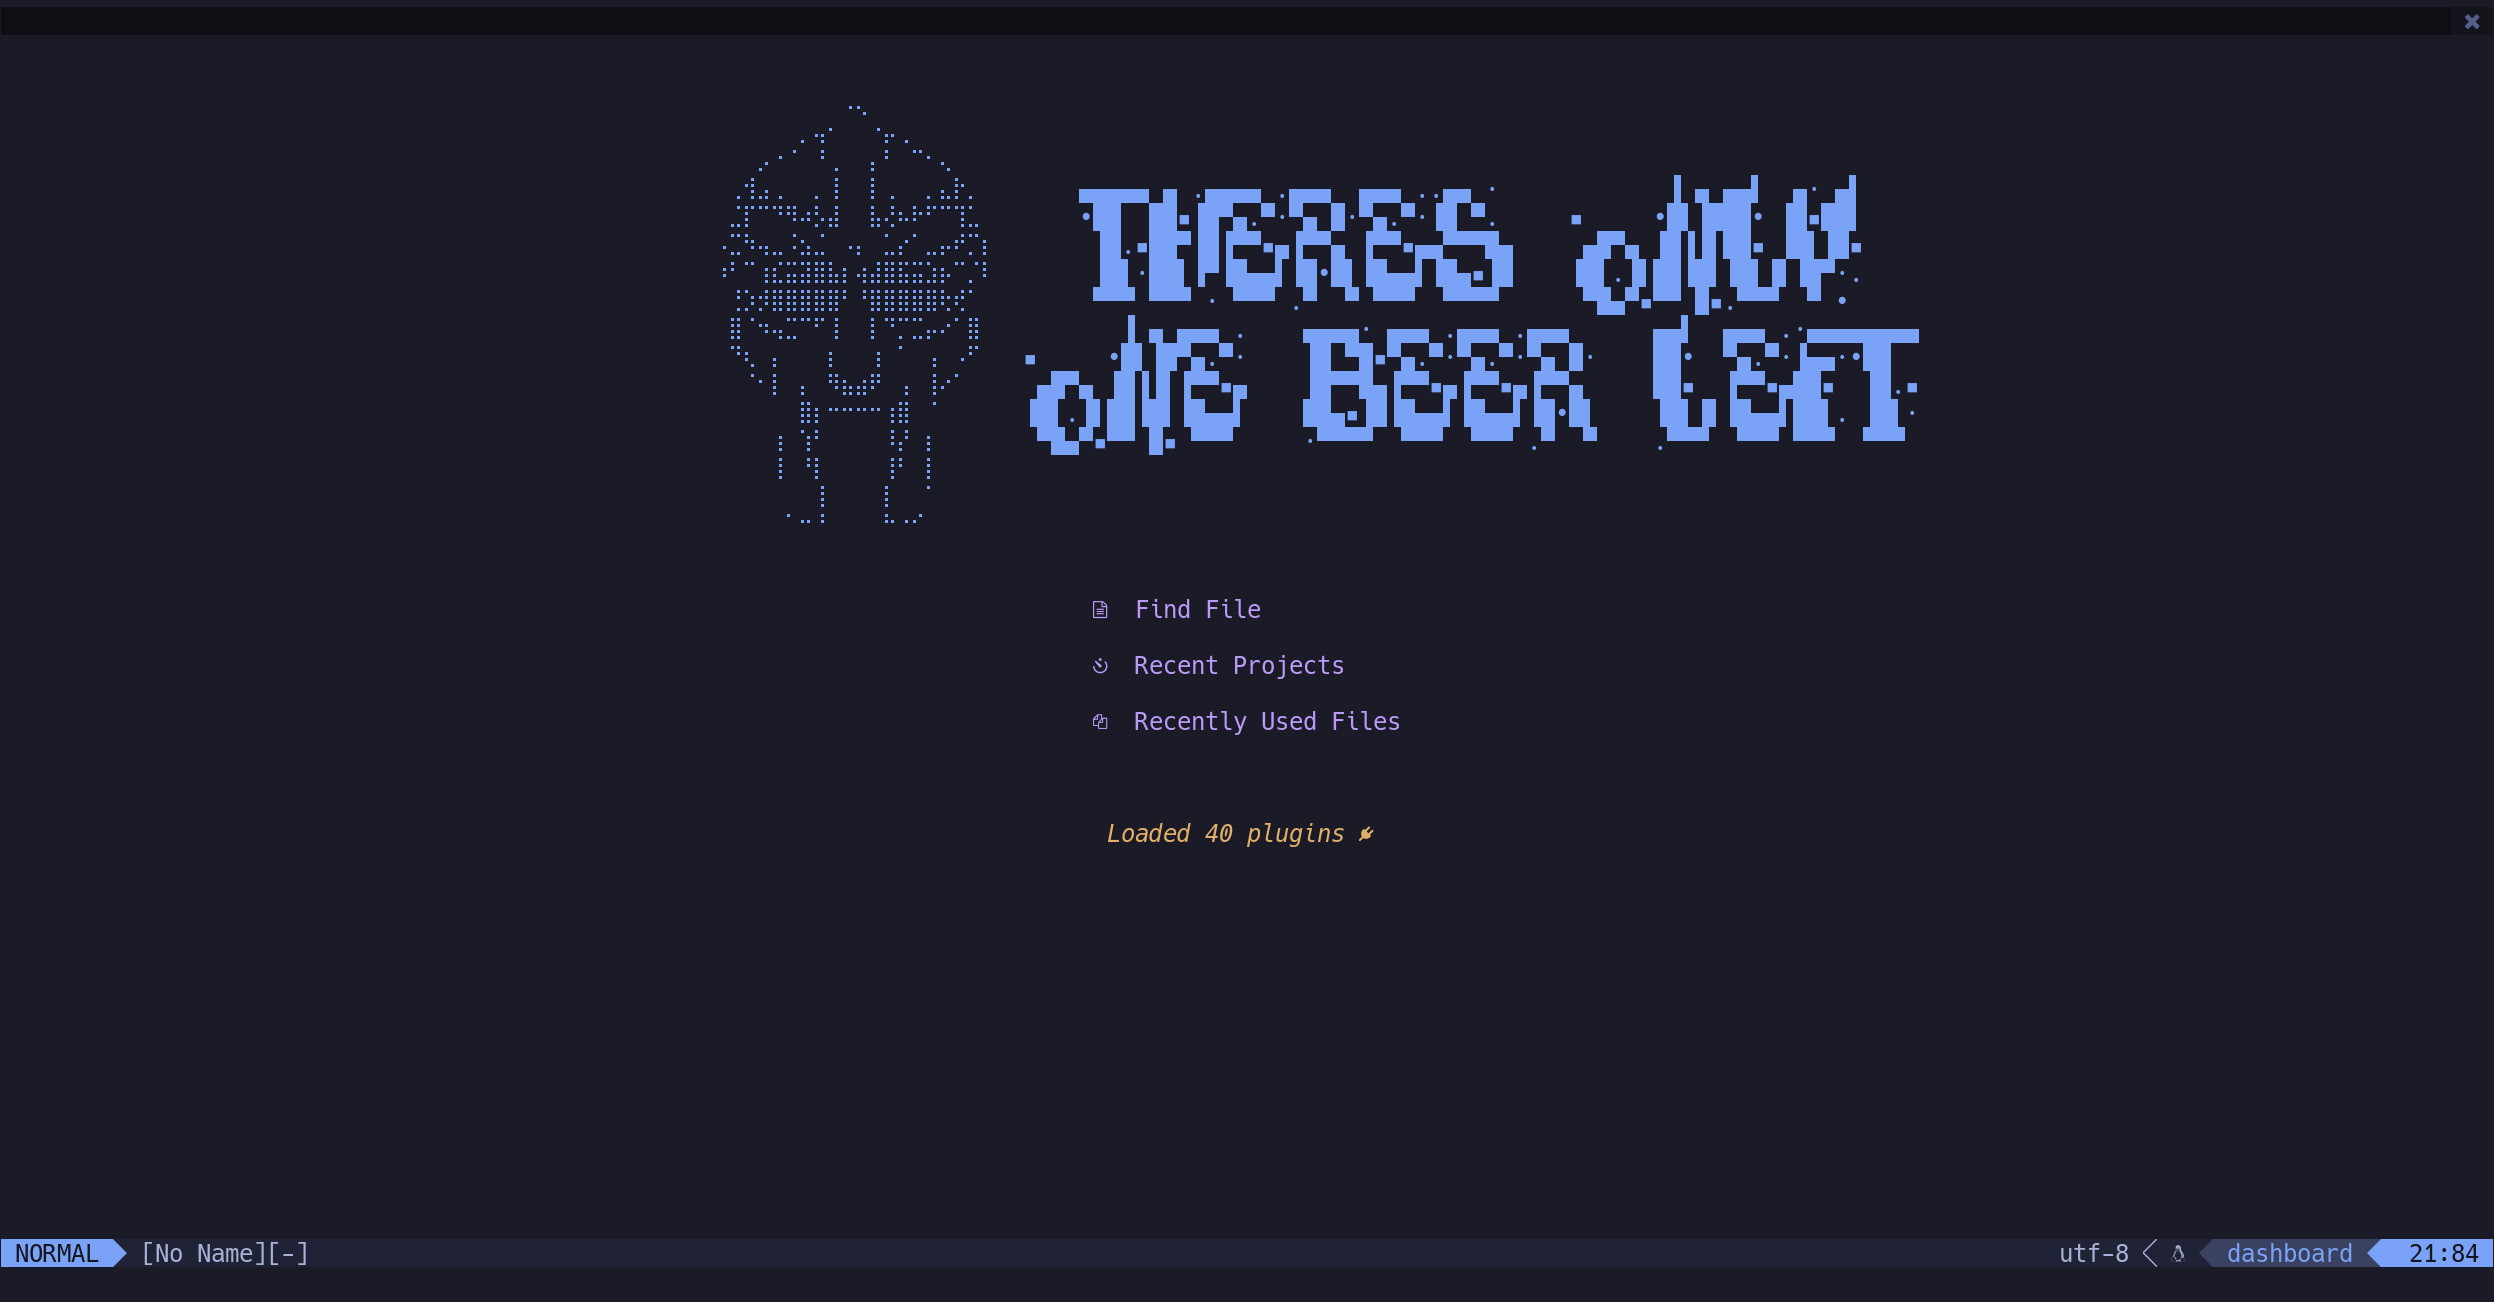 THERES ONLY
ONE BEER LEFT
Find File
Recent Projects
Recently Used Files
Loaded 40 plugins
NORMAL [No Name][-] utf-8 dashboard 21:84